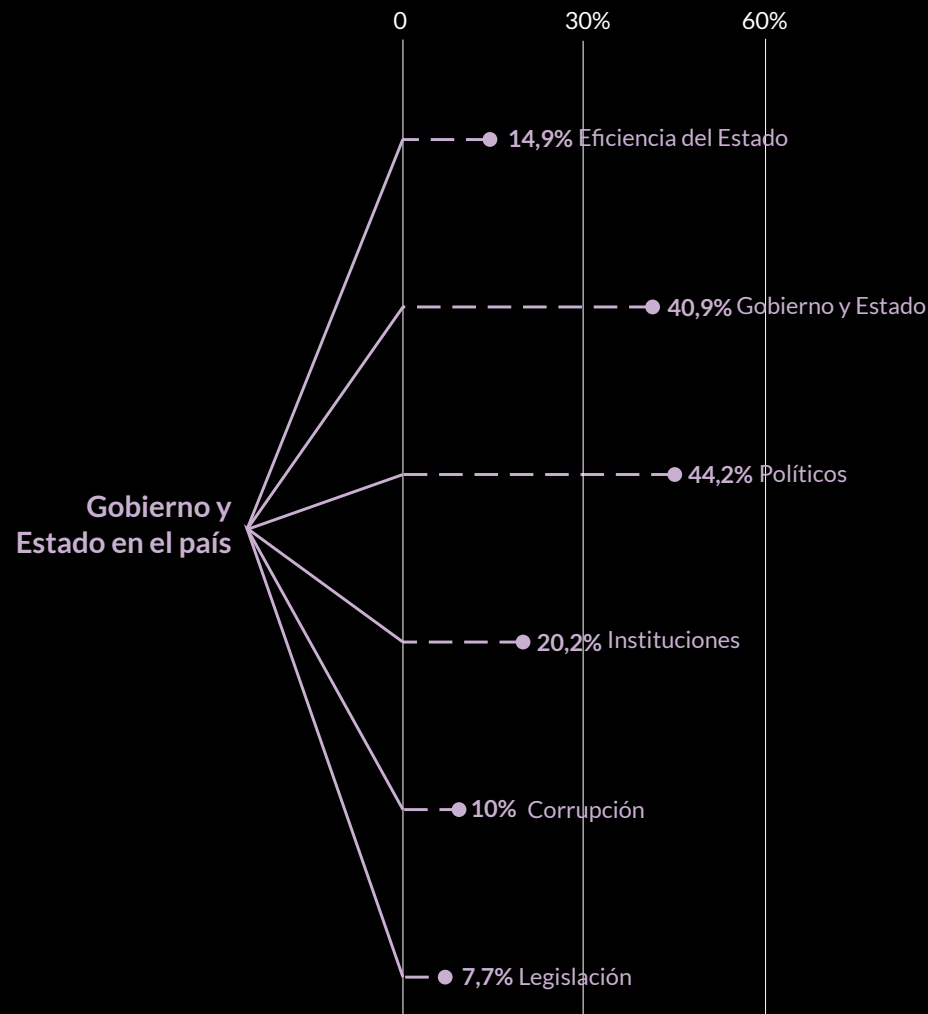 0 30% 60%
14,9% Eficiencia del Estado
40,9% Gobierno y Estado
44,2% Políticos
Gobierno y
Estado en el país
20,2% Instituciones
10% Corrupción
7,7% Legislación